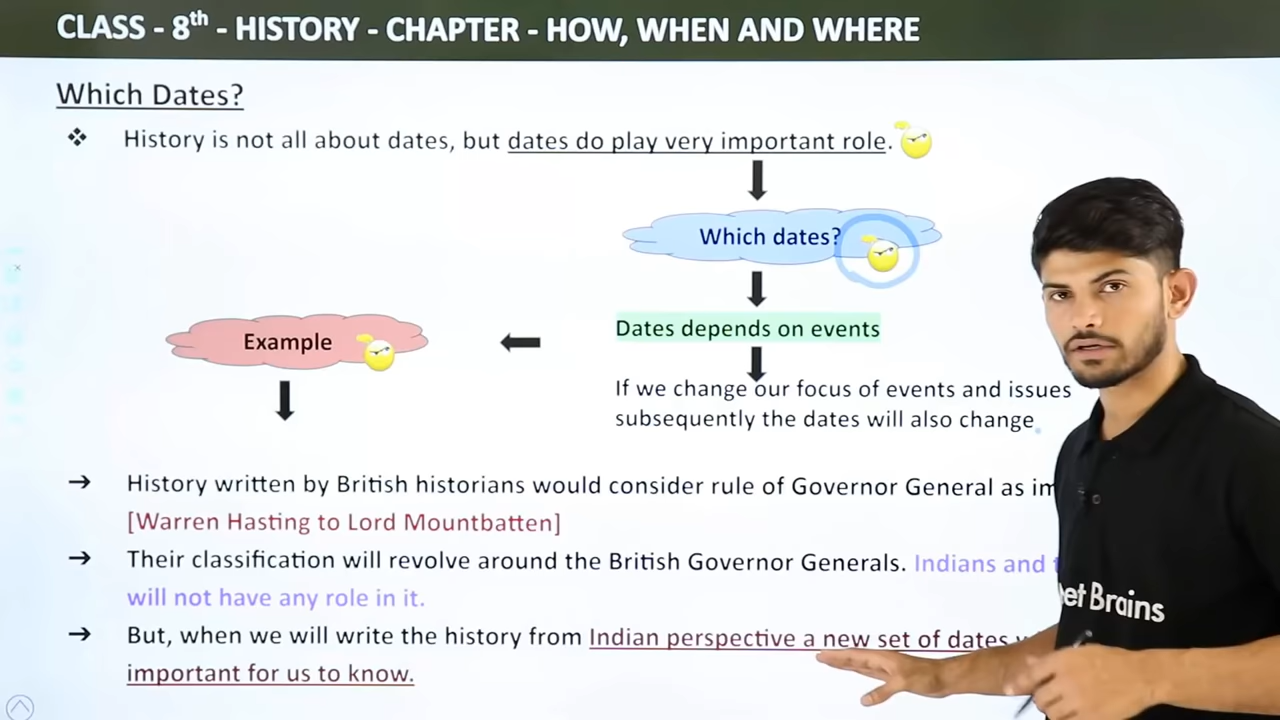 CLASS - 8th - HISTORY - CHAPTER - HOW, WHEN AND WHERE
Which Dates?
❖ History is not all about dates, but dates do play very important role.
Which dates?
Dates depends on events
Example
If we change our focus of events and issues
subsequently the dates will also change
➔ History written by British historians would consider rule of Governor General as
[Warren Hasting to Lord Mountbatten]
➔ Their classification will revolve around the British Governor Generals. Indians and
will not have any role in it.
➔ But, when we will write the history from Indian perspective a new set of dates
important for us to know.
Brains